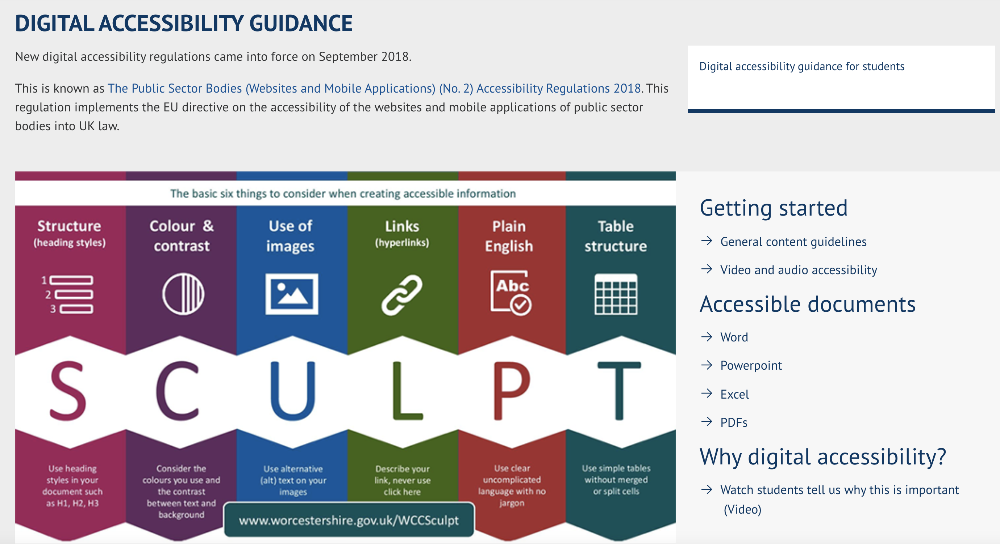 DIGITAL ACCESSIBILITY GUIDANCE
New digital accessibility regulations came into force on September 2018.
This is known as The Public Sector Bodies (Websites and Mobile Applications) (No. 2) Accessibility Regulations 2018. This
regulation implements the EU directive on the accessibility of the websites and mobile applications of public sector
bodies into UK law.
Digital accessibility guidance for students
The basic six things to consider when creating accessible information
Structure
(heading styles)
1
2
3
S
Use heading
styles in your
document such
as H1, H2, H3
Colour &
contrast
C
Consider the
colours you use and
the contrast
between text and
background
Use of
images
U
Use alternative
(alt) text on your
images
Links
(hyperlinks)
L
Describe your
link, never use
click here
Plain
English
Abc
P
Use clear
uncomplicated
language with no
jargon
Table
structure
T
Use simple tables
without merged
or split cells
www.worcestershire.gov.uk/WCCSculpt
Getting started
→ General content guidelines
→ Video and audio accessibility
Accessible documents
→ Word
→ Powerpoint
→ Excel
→ PDFs
Why digital accessibility?
→ Watch students tell us why this is important
(Video)